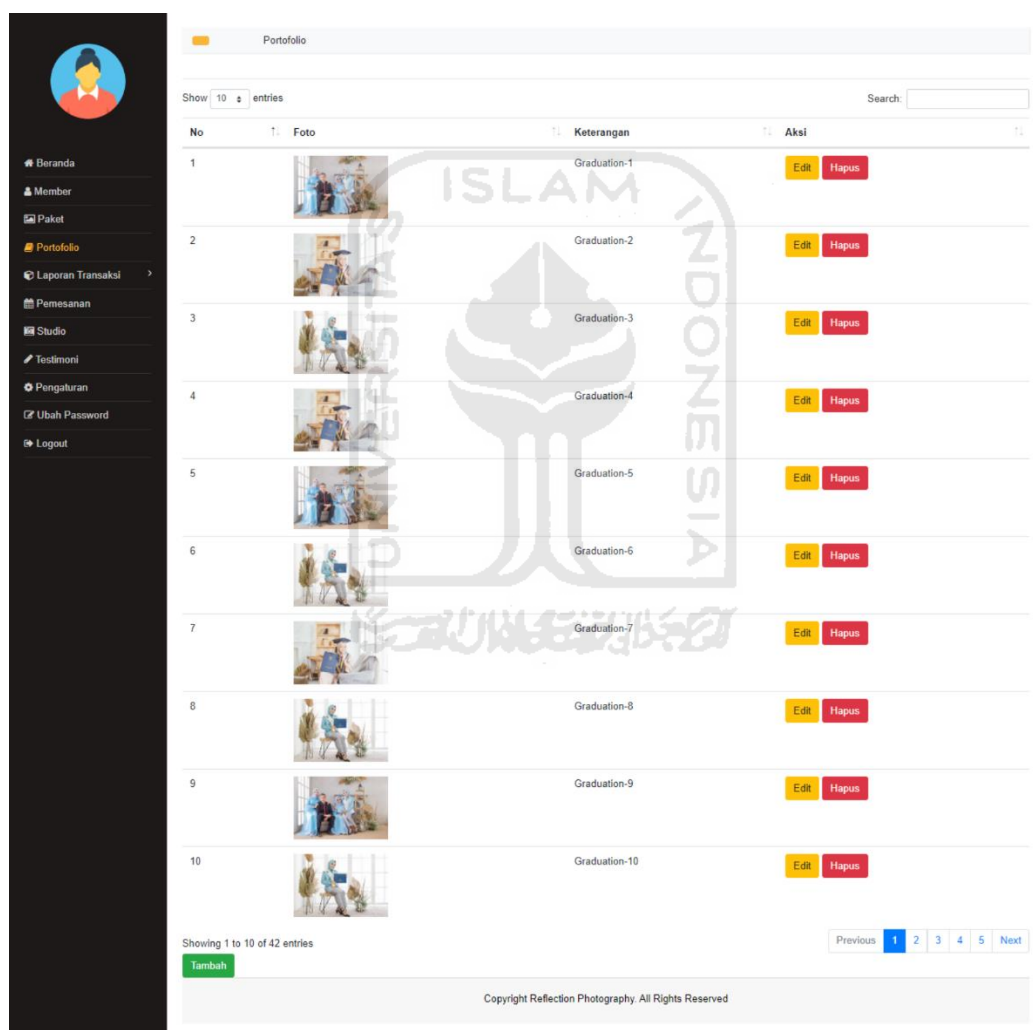 Portofolio
Show 10 entries
Search:
No Foto Keterangan Aksi
Beranda
Member
Paket
Portofolio
Laporan Transaksi
Pemesanan
Studio
Testimoni
Pengaturan
Ubah Password
Logout
1 Graduation-1 Edit Hapus
2 Graduation-2 Edit Hapus
3 Graduation-3 Edit Hapus
4 Graduation-4 Edit Hapus
5 Graduation-5 Edit Hapus
6 Graduation-6 Edit Hapus
7 Graduation-7 Edit Hapus
8 Graduation-8 Edit Hapus
9 Graduation-9 Edit Hapus
10 Graduation-10 Edit Hapus
UNIVERSITAS
ISLAM
INDONESIA
Showing 1 to 10 of 42 entries
Previous 1 2 3 4 5 Next
Tambah
Copyright Reflection Photography. All Rights Reserved